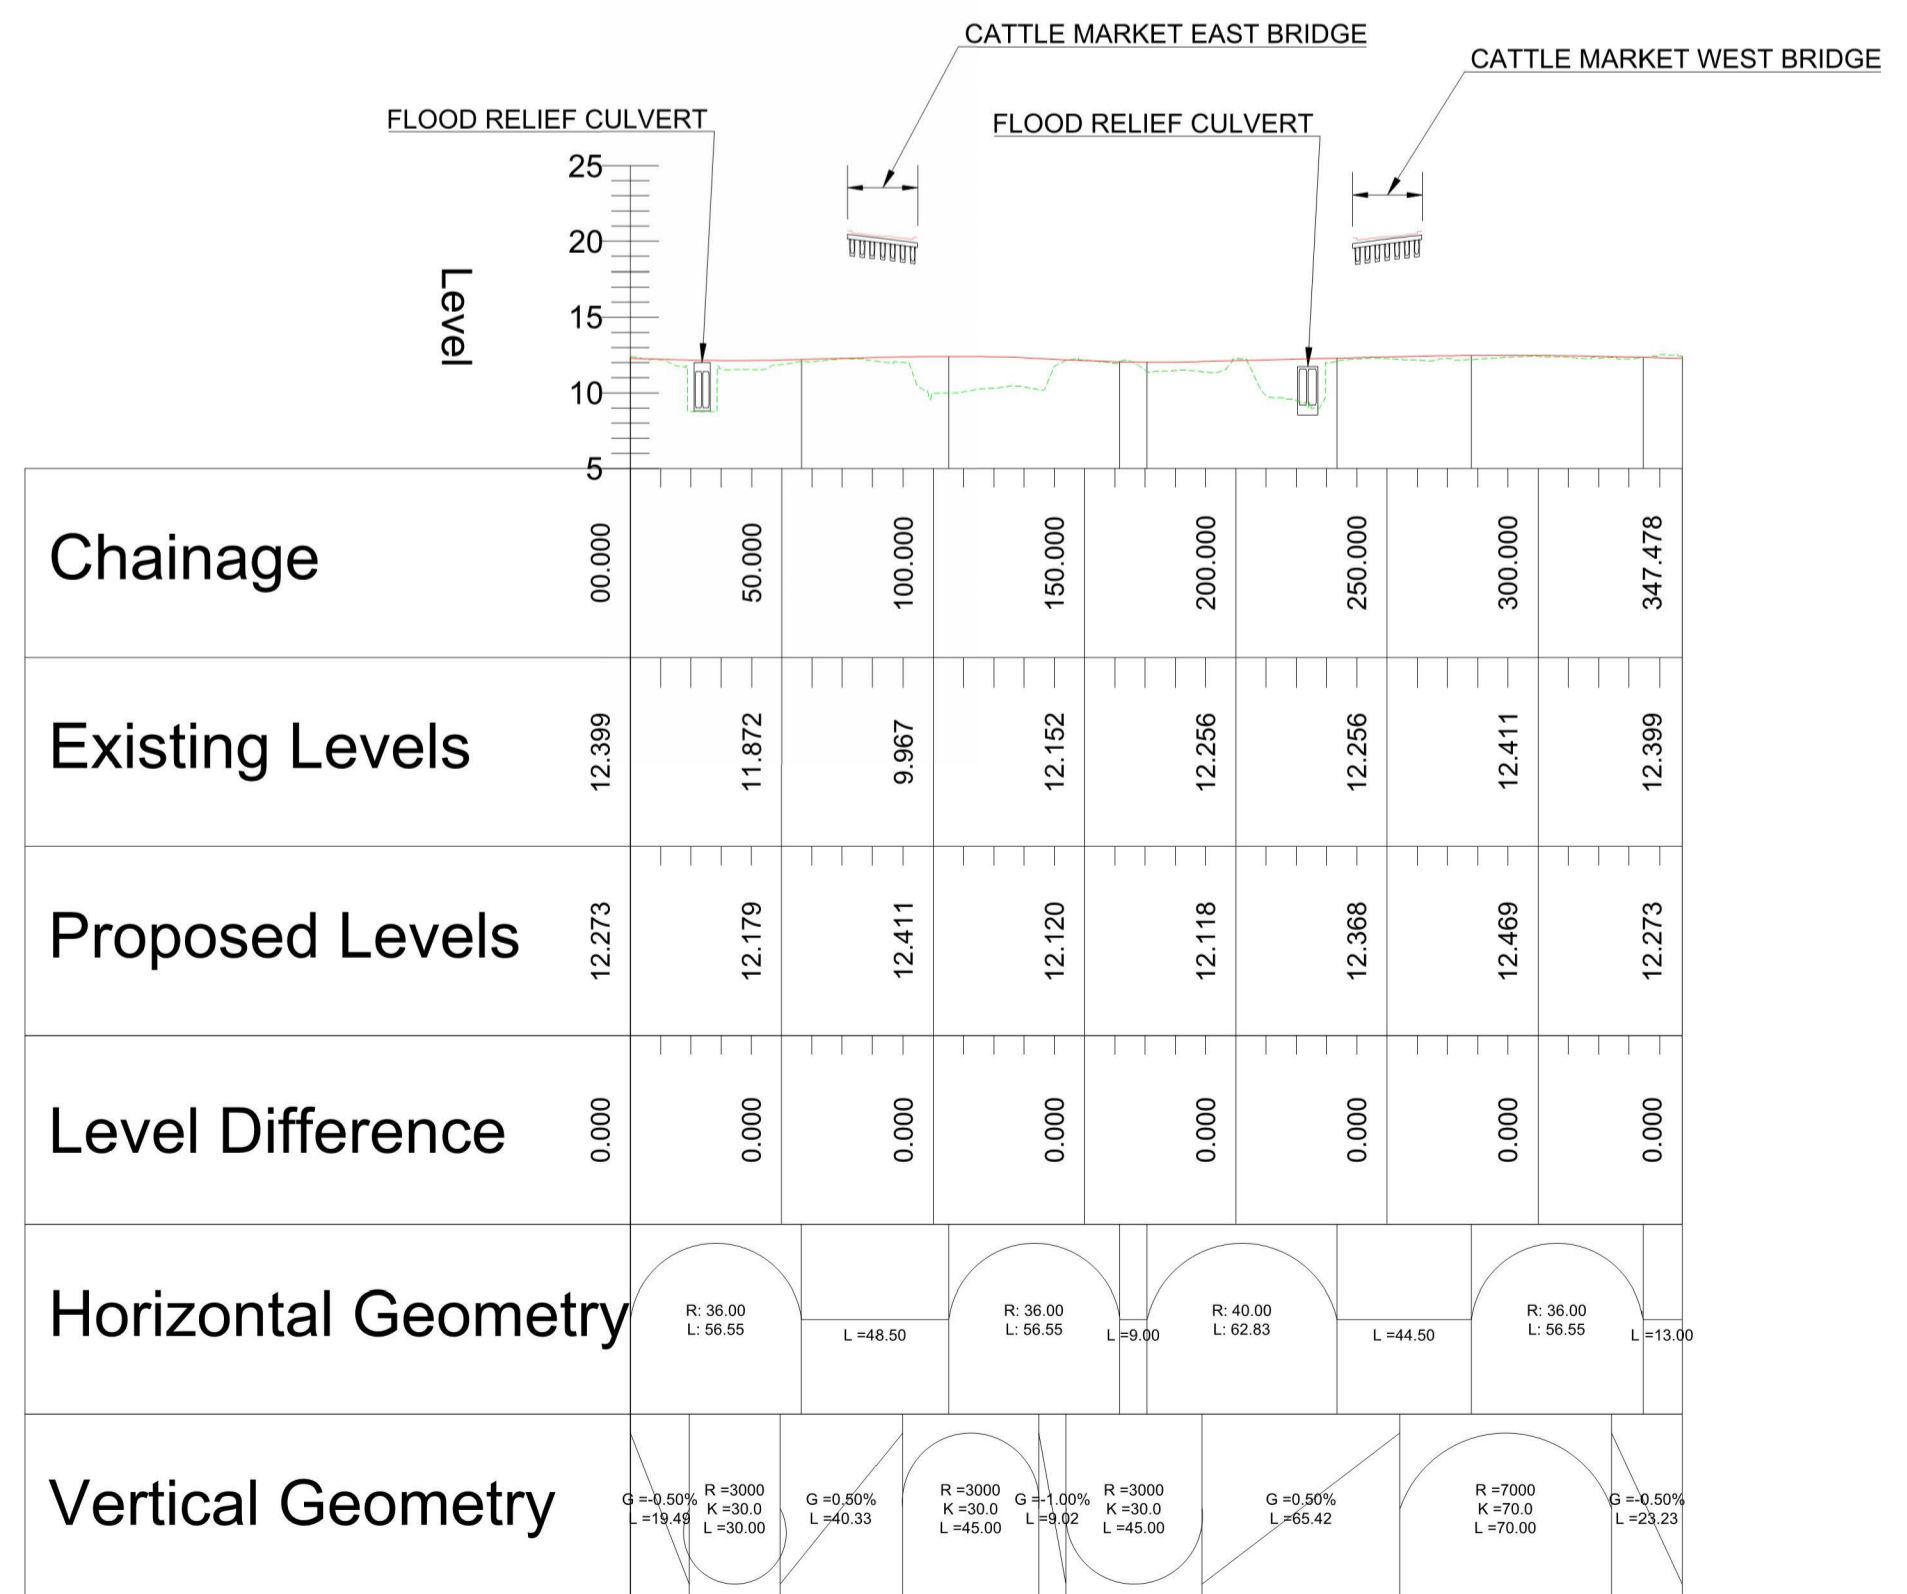 CATTLE MARKET EAST BRIDGE
CATTLE MARKET WEST BRIDGE
FLOOD RELIEF CULVERT
FLOOD RELIEF CULVERT
Level
25
20
15
10
5
Chainage
00.000
50.000
100.000
150.000
200.000
250.000
300.000
347.478
Existing Levels
12.399
11.872
9.967
12.152
12.256
12.256
12.411
12.399
Proposed Levels
12.273
12.179
12.411
12.120
12.118
12.368
12.469
12.273
Level Difference
0.000
0.000
0.000
0.000
0.000
0.000
0.000
0.000
Horizontal Geometry
R: 36.00
L: 56.55
L =48.50
R: 36.00
L: 56.55
L =9.00
R: 40.00
L: 62.83
L =44.50
R: 36.00
L: 56.55
L =13.00
Vertical Geometry
G =-0.50%
L =19.49
R =3000
K =30.0
L =30.00
G =0.50%
L =40.33
R =3000
K =30.0
L =45.00
G =-1.00%
L =9.02
R =3000
K =30.0
L =45.00
G =0.50%
L =65.42
R =7000
K =70.0
L =70.00
G =-0.50%
L =23.23